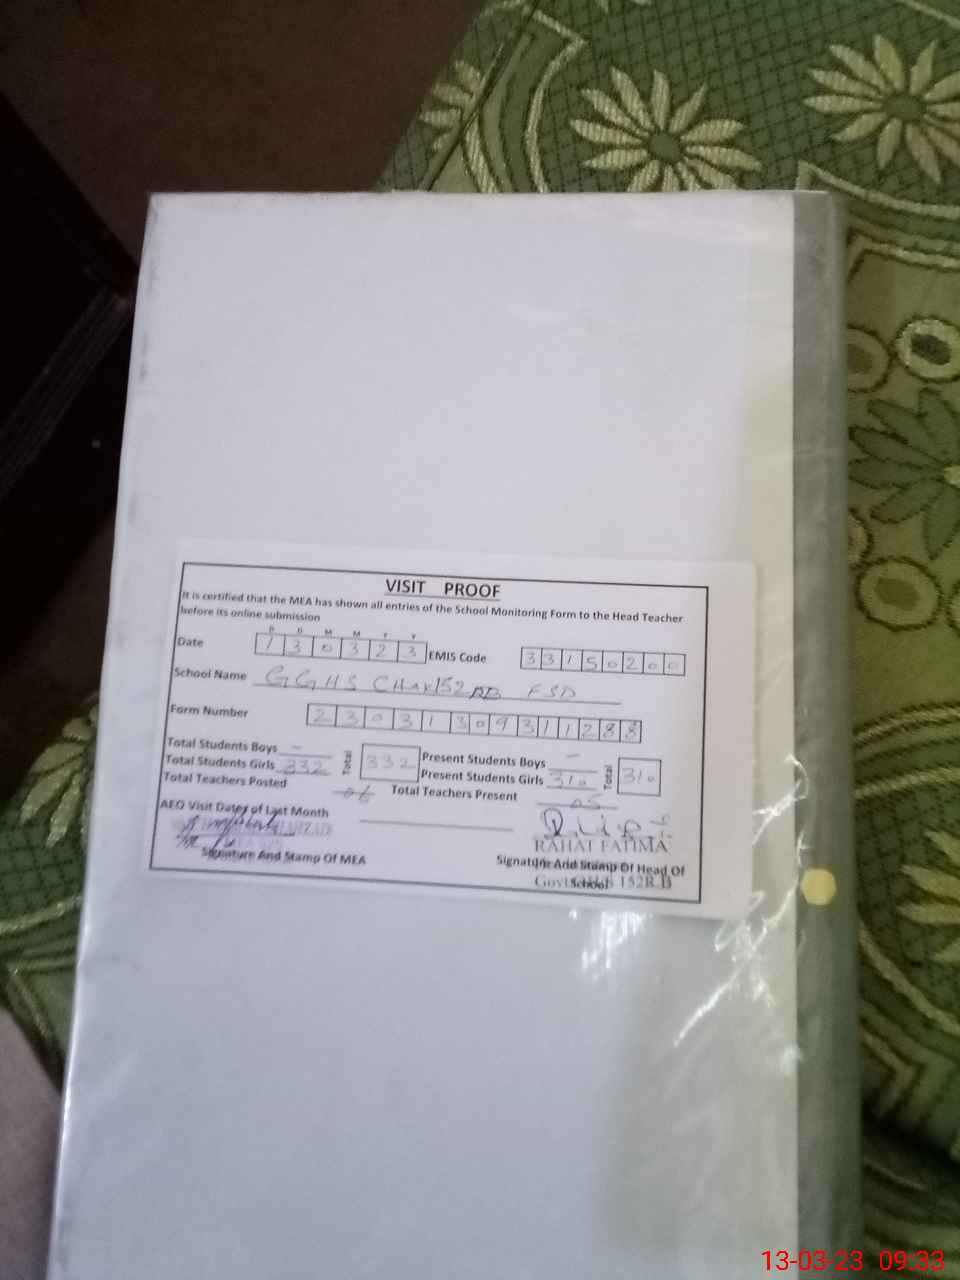 VISIT PROOF
It is certified that the MEA has shown all entries of the School Monitoring Form to the Head Teacher
before its online submission
D D M M Y Y
Date 1 3 0 3 2 3 EMIS Code 3 3 1 5 0 2 0 0
School Name GGHS CHAK 152 RB FSD
Form Number 2 3 0 3 1 3 0 9 3 1 1 2 8 8
Total Students Boys - Total 332 Present Students Boys - Total 310
Total Students Girls 332 Present Students Girls 310
Total Teachers Posted 06 Total Teachers Present 05
AEO Visit Dates of Last Month
RAHAT FATIMA
Signature And Stamp Of MEA Signature And Stamp Of Head Of
School
Govt 152R.B
13-03-23 09:33